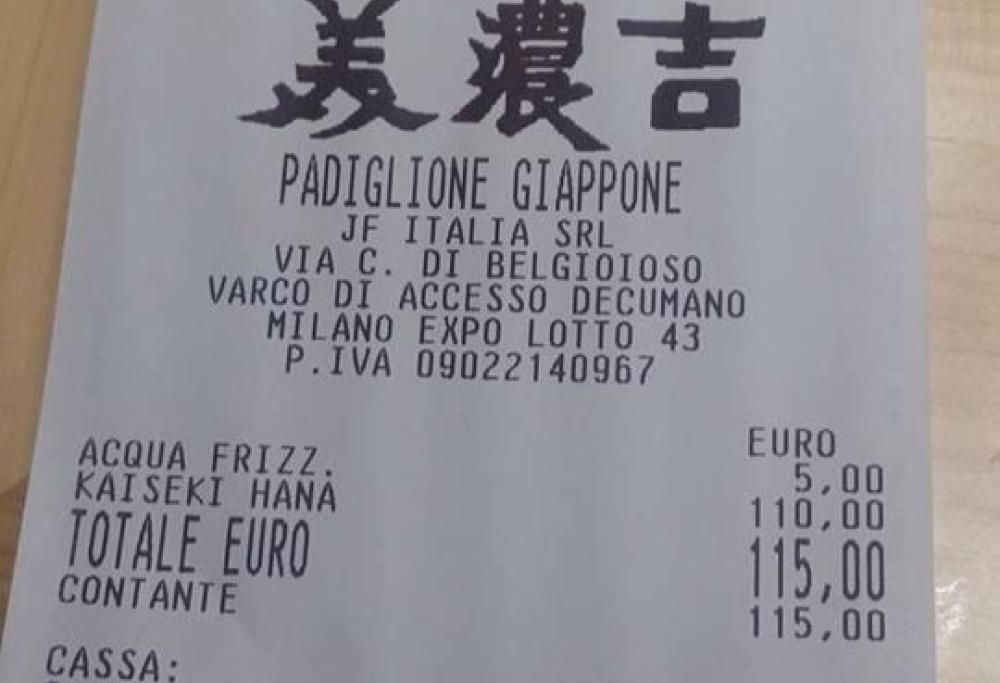 美濃吉
PADIGLIONE GIAPPONE
JF ITALIA SRL
VIA C. DI BELGIOIOSO
VARCO DI ACCESSO DECUMANO
MILANO EXPO LOTTO 43
P.IVA 09022140967
EURO
ACQUA FRIZZ. 5,00
KAISEKI HANA 110,00
TOTALE EURO 115,00
CONTANTE 115,00
CASSA: